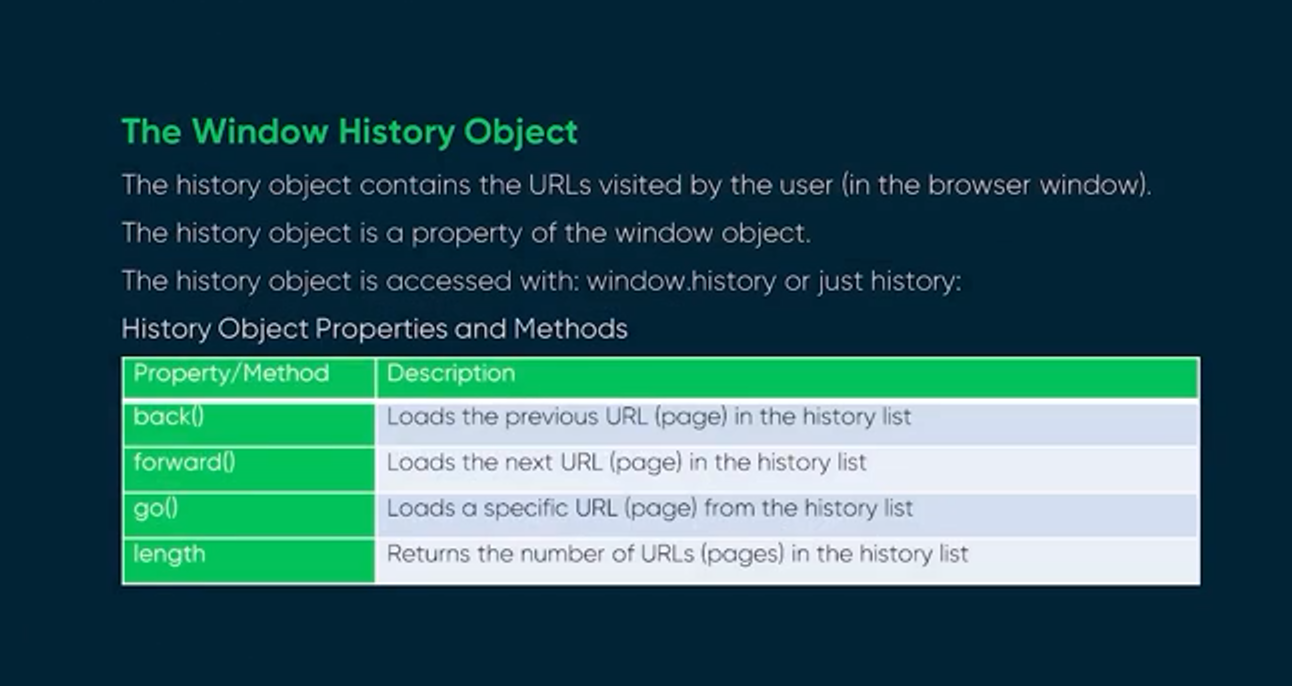 The Window History Object
The history object contains the URLs visited by the user (in the browser window).
The history object is a property of the window object.
The history object is accessed with: window.history or just history:
History Object Properties and Methods
Property/Method Description
back() Loads the previous URL (page) in the history list
forward() Loads the next URL (page) in the history list
go() Loads a specific URL (page) from the history list
length Returns the number of URLs (pages) in the history list